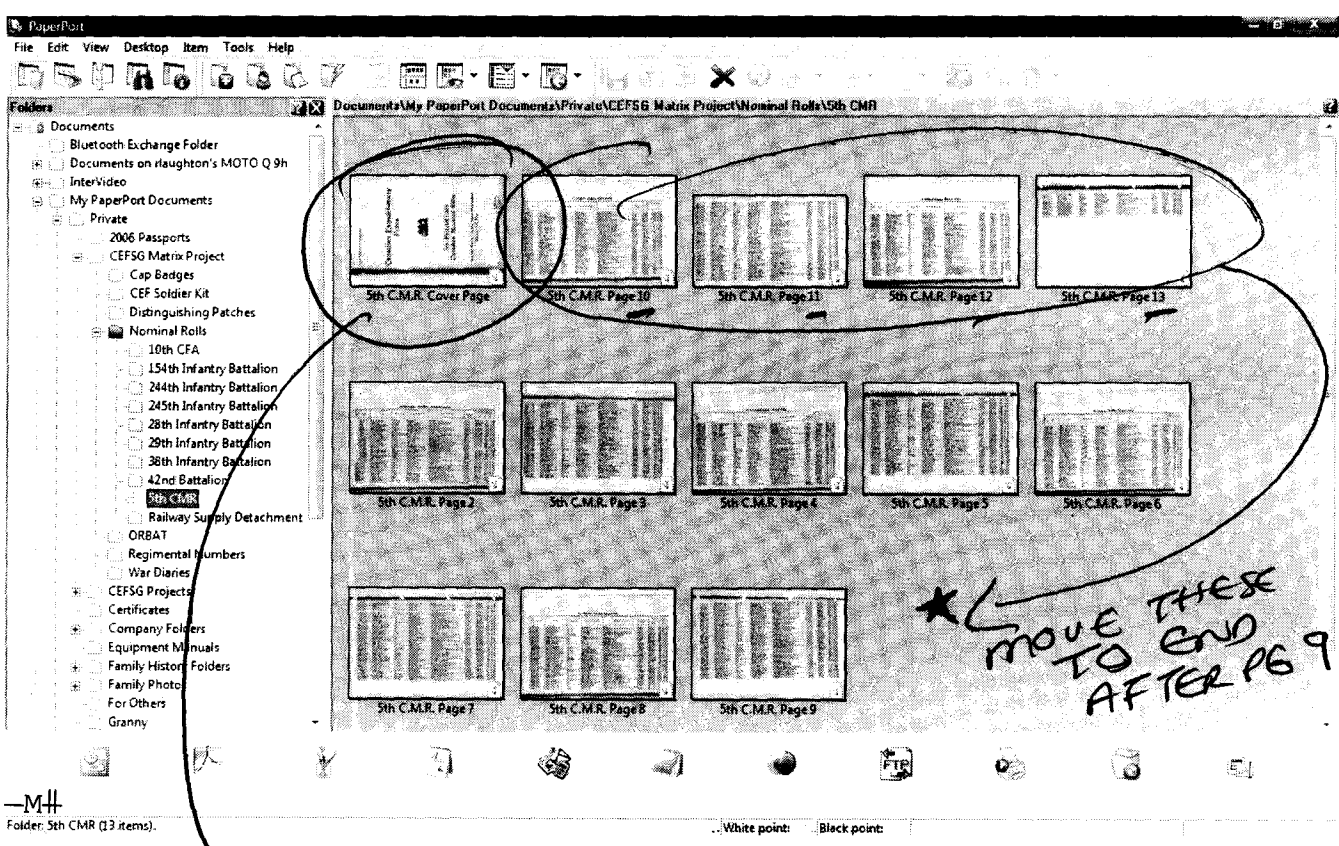 PaperPort
File Edit View Desktop Item Tools Help
Folders
Documents\My PaperPort Documents\Private\CEFSG Matrix Project\Nominal Rolls\5th CMR
Documents
Bluetooth Exchange Folder
Documents on rlaughton's MOTO Q 9h
InterVideo
My PaperPort Documents
Private
2006 Passports
CEFSG Matrix Project
Cap Badges
CEF Soldier Kit
Distinguishing Patches
Nominal Rolls
10th CFA
154th Infantry Battalion
244th Infantry Battalion
245th Infantry Battalion
28th Infantry Battalion
29th Infantry Battalion
38th Infantry Battalion
42nd Battalion
5th CMR
Railway Supply Detachment
ORBAT
Regimental Numbers
War Diaries
CEFSG Projects
Certificates
Company Folders
Equipment Manuals
Family History Folders
Family Photo
For Others
Granny
5th C.M.R. Cover Page
5th C.M.R. Page 10
5th C.M.R. Page 11
5th C.M.R. Page 12
5th C.M.R. Page 13
5th C.M.R. Page 2
5th C.M.R. Page 3
5th C.M.R. Page 4
5th C.M.R. Page 5
5th C.M.R. Page 6
5th C.M.R. Page 7
5th C.M.R. Page 8
5th C.M.R. Page 9
MOVE THESE
TO END
AFTER PG 9
FTP
Folder: 5th CMR (13 items).
White point:
Black point: